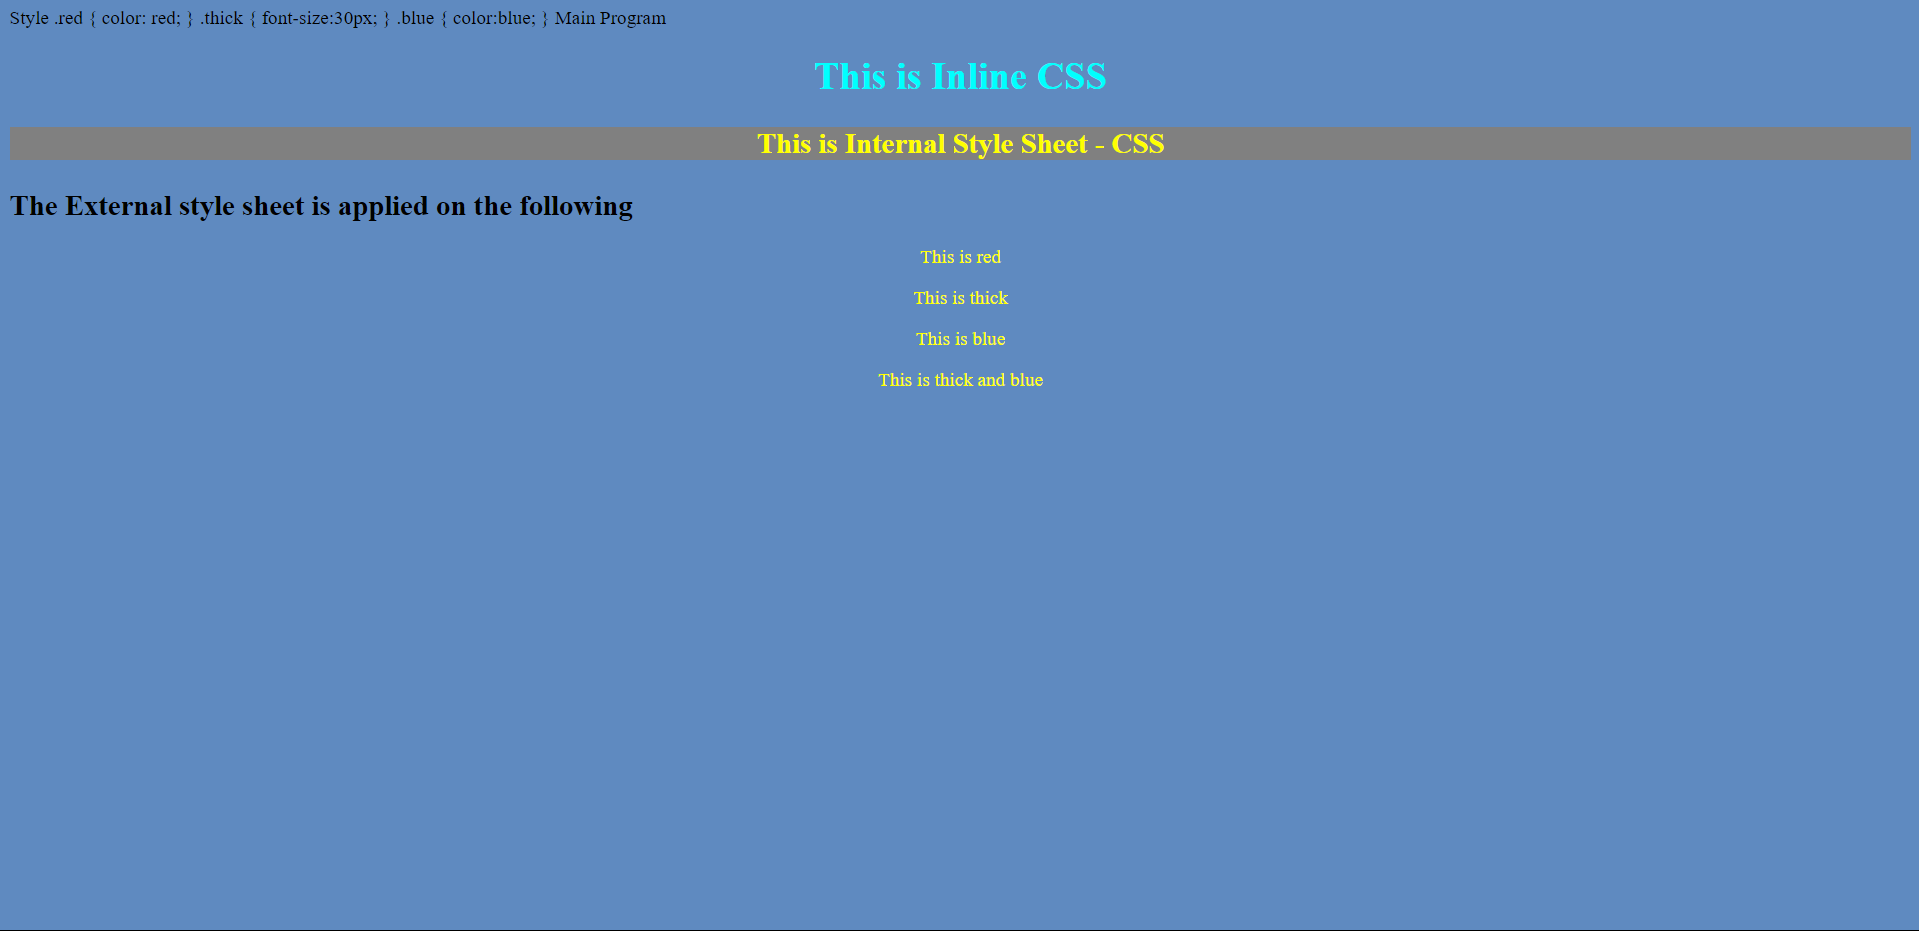 Style .red { color: red; } .thick { font-size:30px; } .blue { color:blue; } Main Program
This is Inline CSS
This is Internal Style Sheet - CSS
The External style sheet is applied on the following
This is red
This is thick
This is blue
This is thick and blue